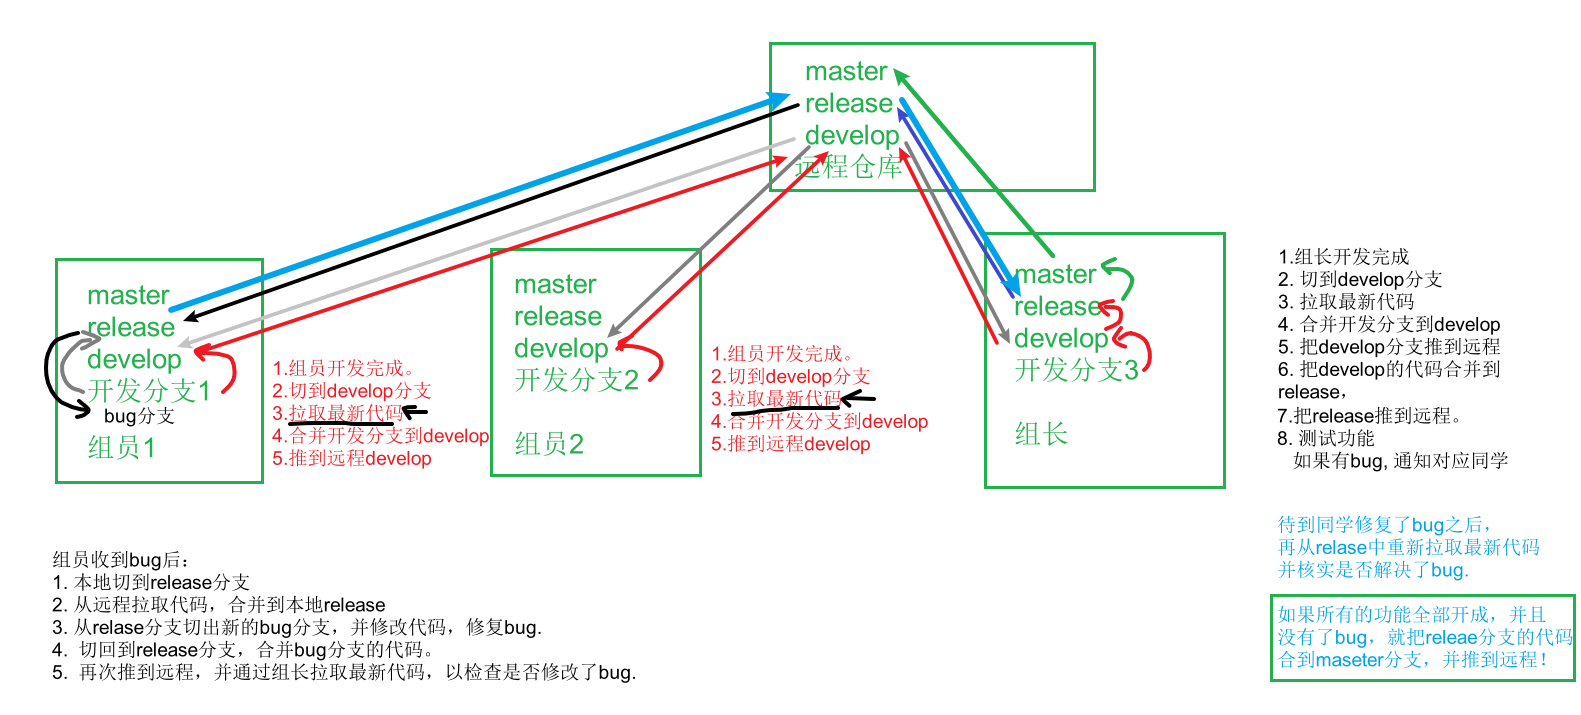 master
release
develop
远程仓库
master
release
develop
开发分支1
bug分支
组员1
1.组员开发完成。
2.切到develop分支
3.拉取最新代码
4.合并开发分支到develop
5.推到远程develop
master
release
develop
开发分支2
组员2
1.组员开发完成。
2.切到develop分支
3.拉取最新代码
4.合并开发分支到develop
5.推到远程develop
master
release
develop
开发分支3
组长
1.组长开发完成
2. 切到develop分支
3. 拉取最新代码
4. 合并开发分支到develop
5. 把develop分支推到远程
6. 把develop的代码合并到
release，
7.把release推到远程。
8. 测试功能
如果有bug, 通知对应同学
待到同学修复了bug之后，
再从relase中重新拉取最新代码
并核实是否解决了bug.
如果所有的功能全部开成，并且
没有了bug，就把releae分支的代码
合到maseter分支，并推到远程！
组员收到bug后：
1. 本地切到release分支
2. 从远程拉取代码，合并到本地release
3. 从relase分支切出新的bug分支，并修改代码，修复bug.
4. 切回到release分支，合并bug分支的代码。
5. 再次推到远程，并通过组长拉取最新代码，以检查是否修改了bug.